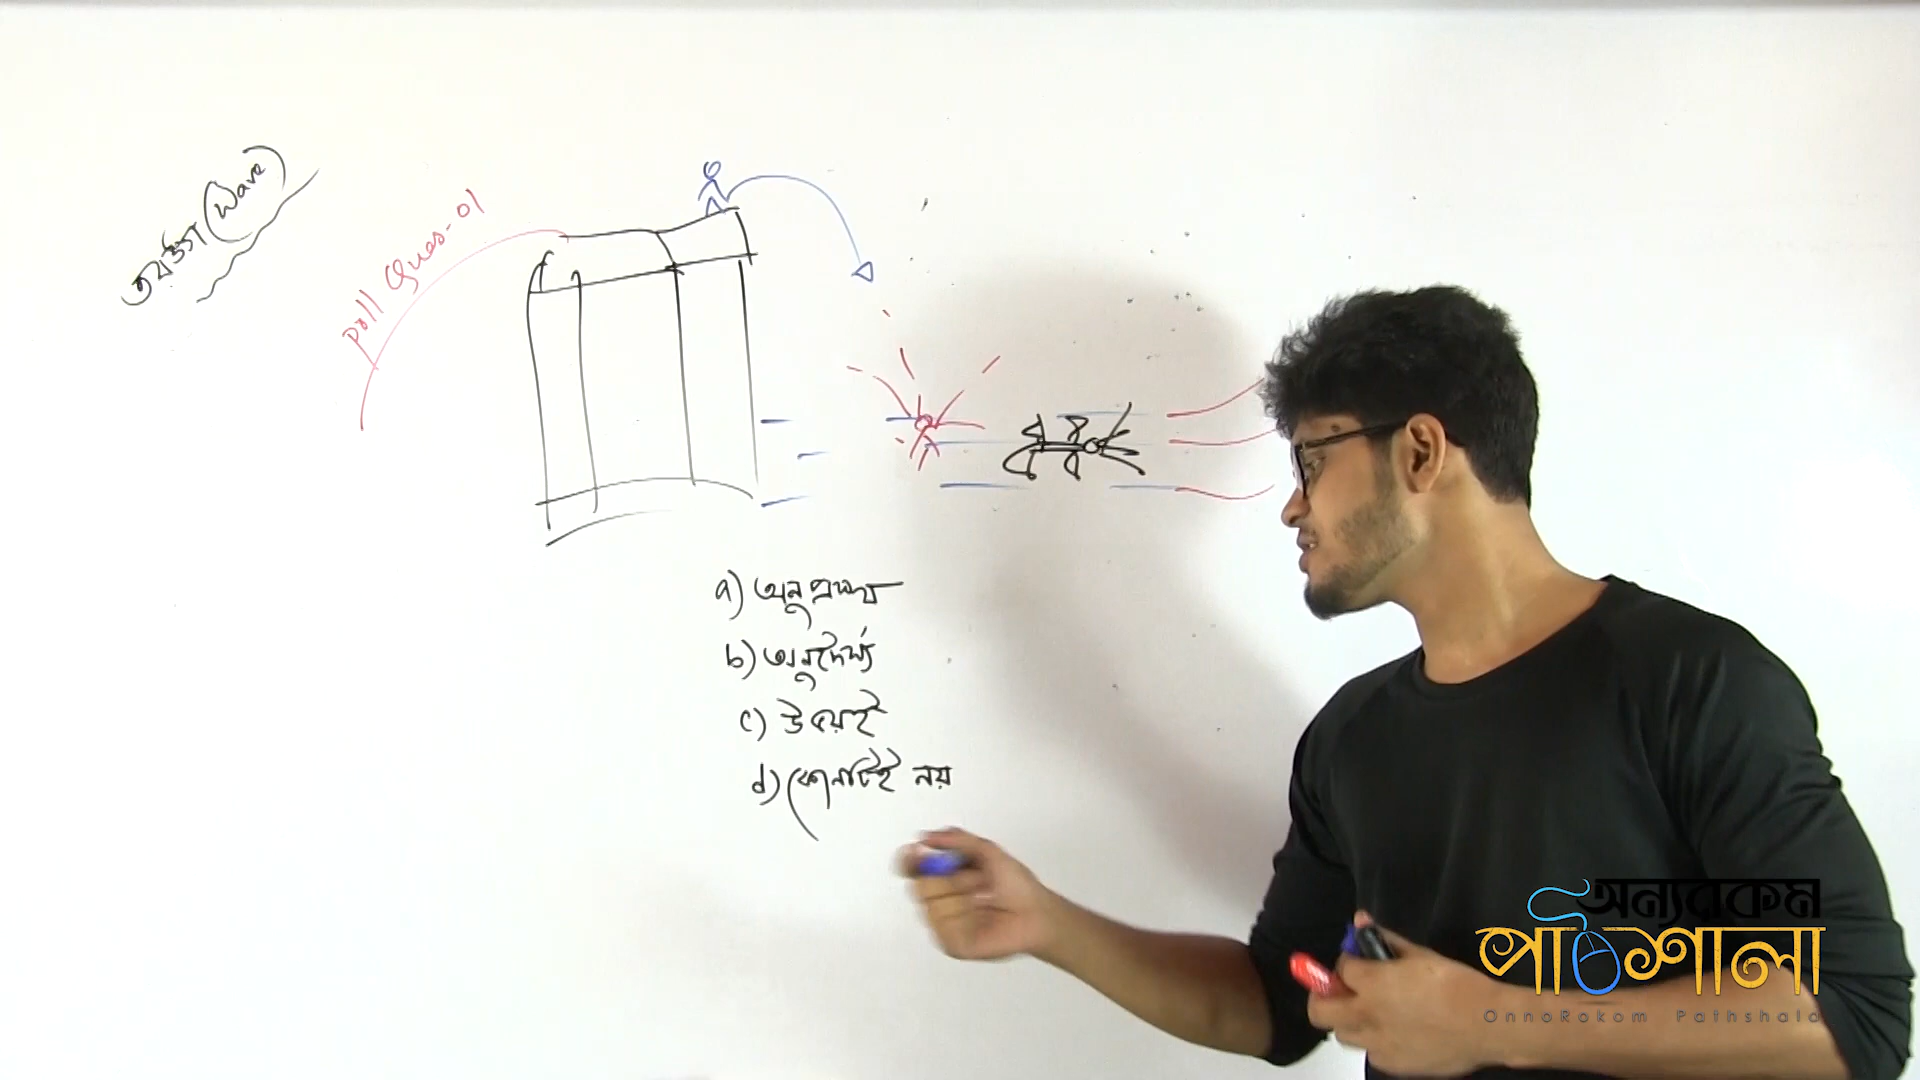 তরঙ্গ (Wave)
Poll Ques-01
a) অনুপ্রস্থ
b) অনুদৈর্ঘ্য
c) উভয়ই
d) কোনটিই নয়
অন্যরকম
পাঠশালা
OnnoRokom Pathshala